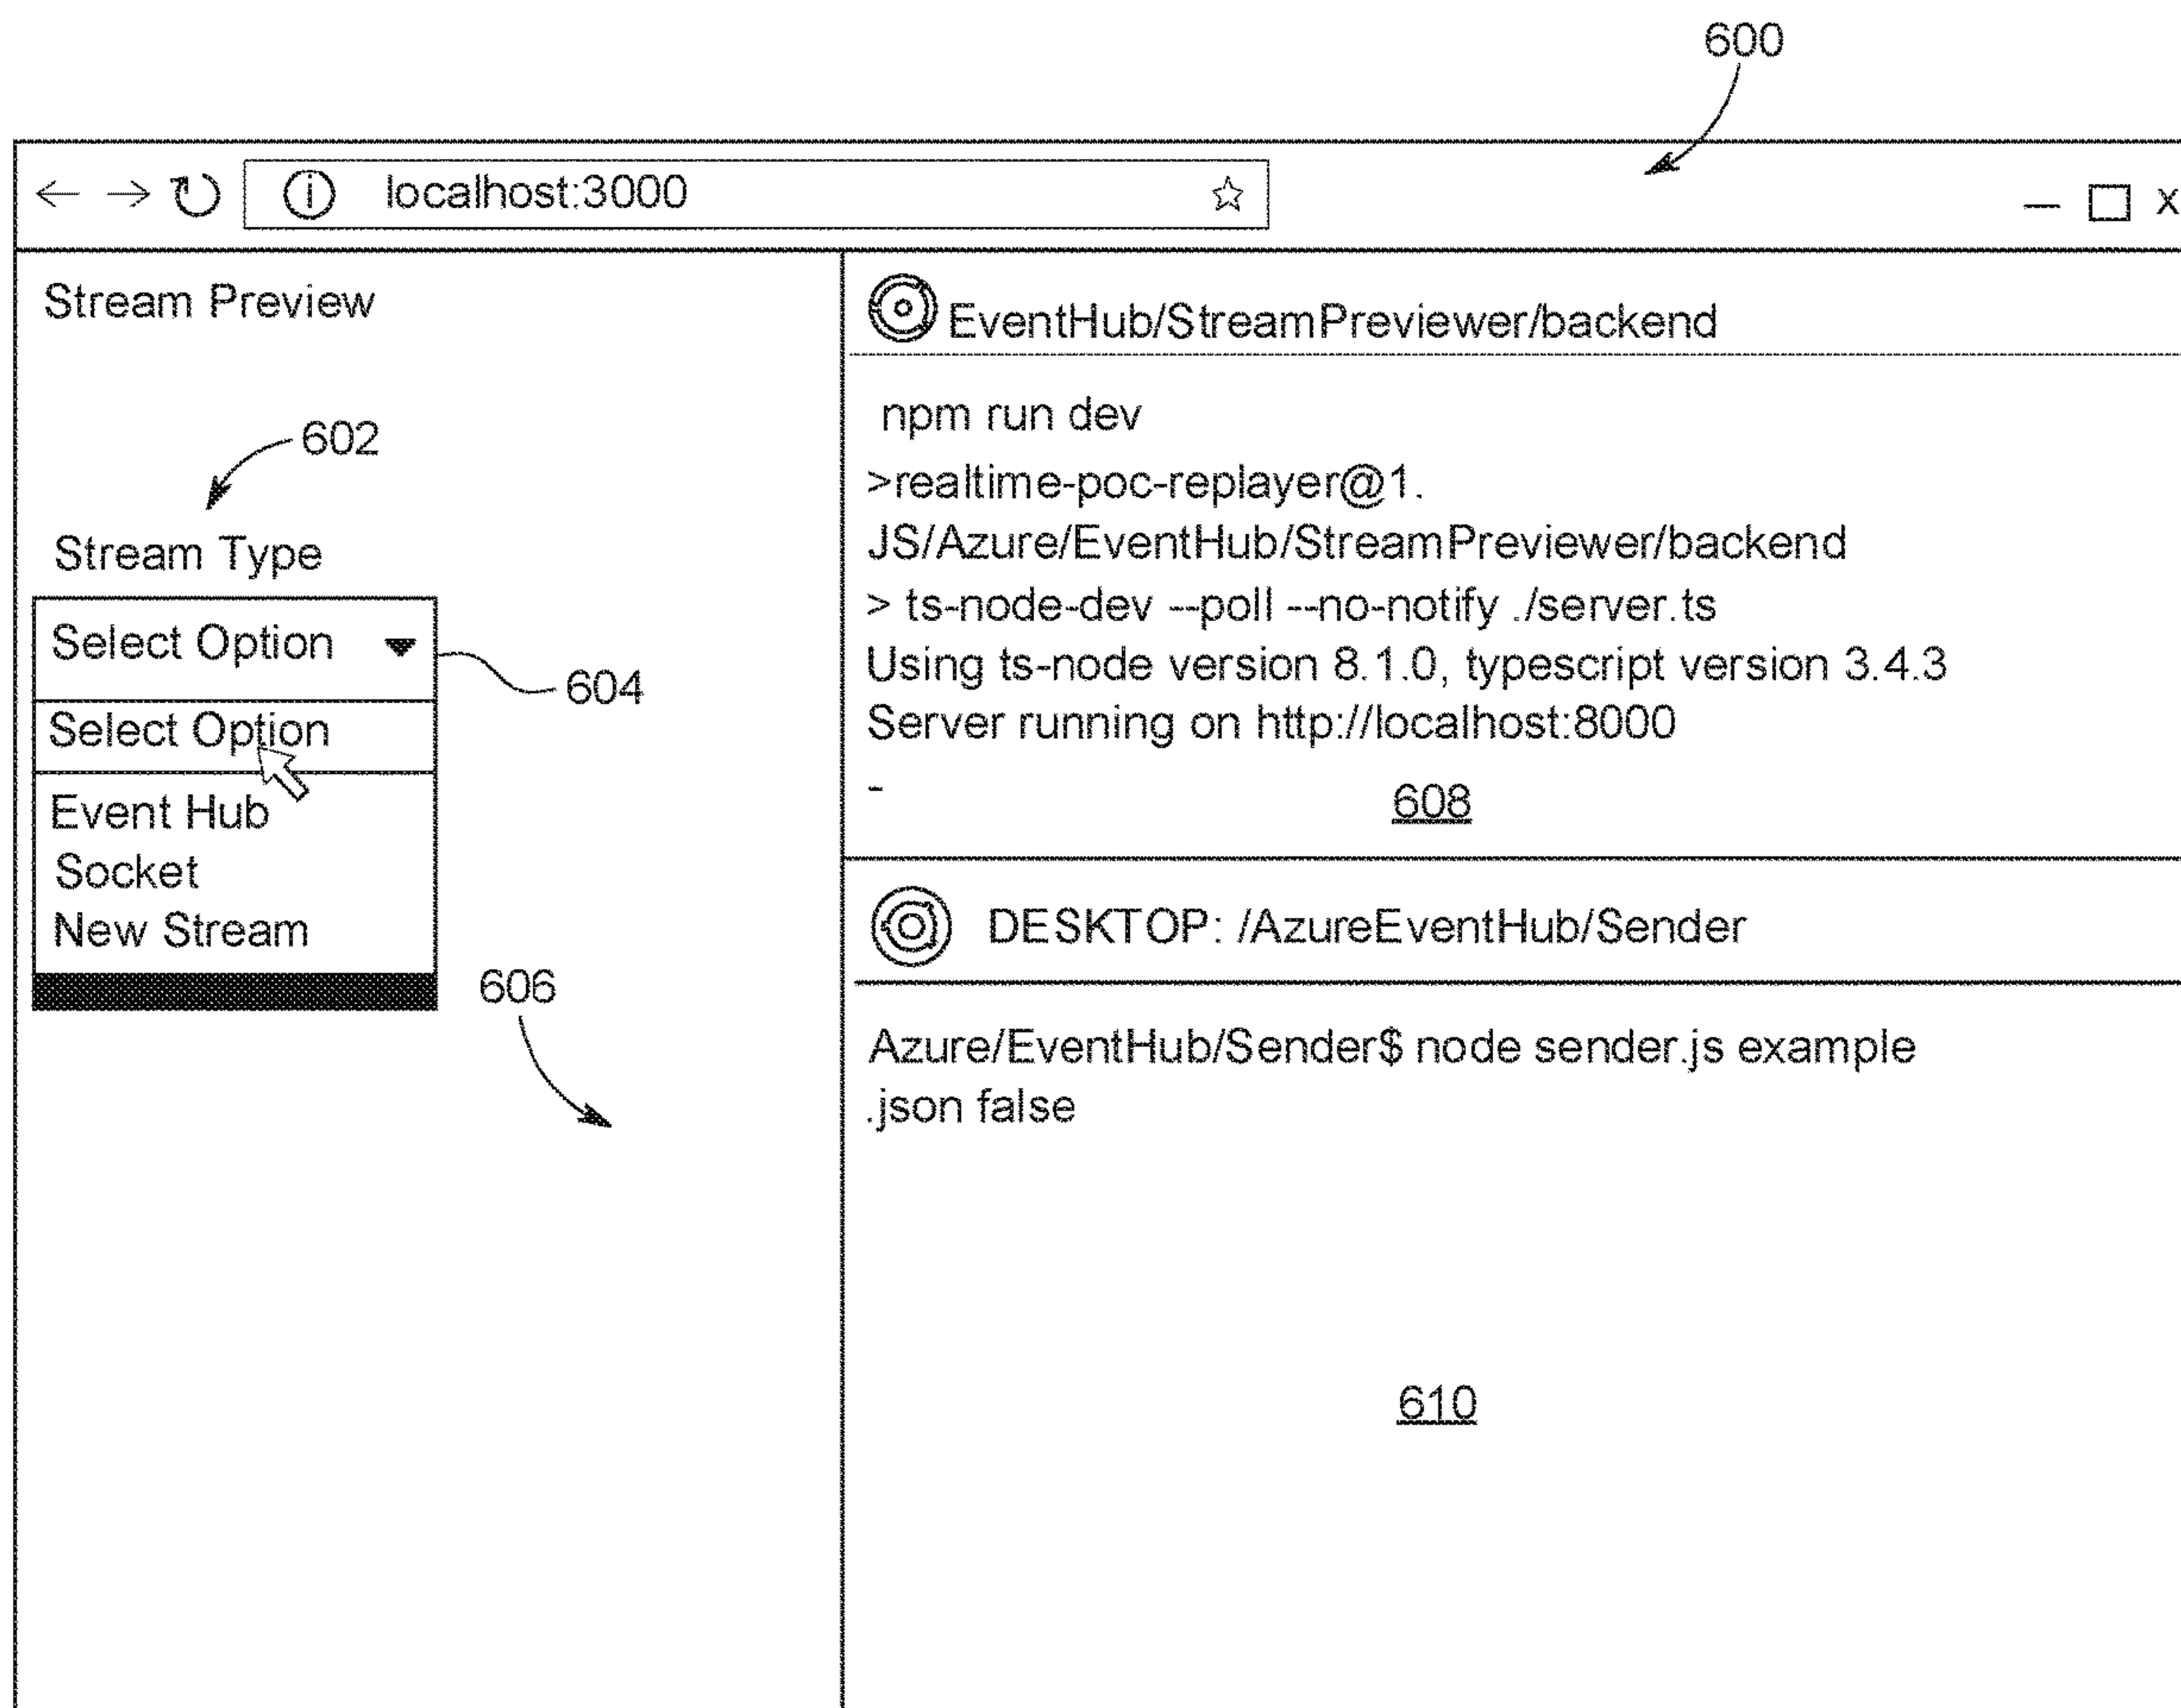 600
localhost:3000
X
Stream Preview
602
Stream Type
Select Option
604
Select Option
Event Hub
Socket
New Stream
606
EventHub/StreamPreviewer/backend
npm run dev
>realtime-poc-replayer@1.
JS/Azure/EventHub/StreamPreviewer/backend
> ts-node-dev --poll --no-notify ./server.ts
Using ts-node version 8.1.0, typescript version 3.4.3
Server running on http://localhost:8000
-
608
DESKTOP: /AzureEventHub/Sender
Azure/EventHub/Sender$ node sender.js example
.json false
610